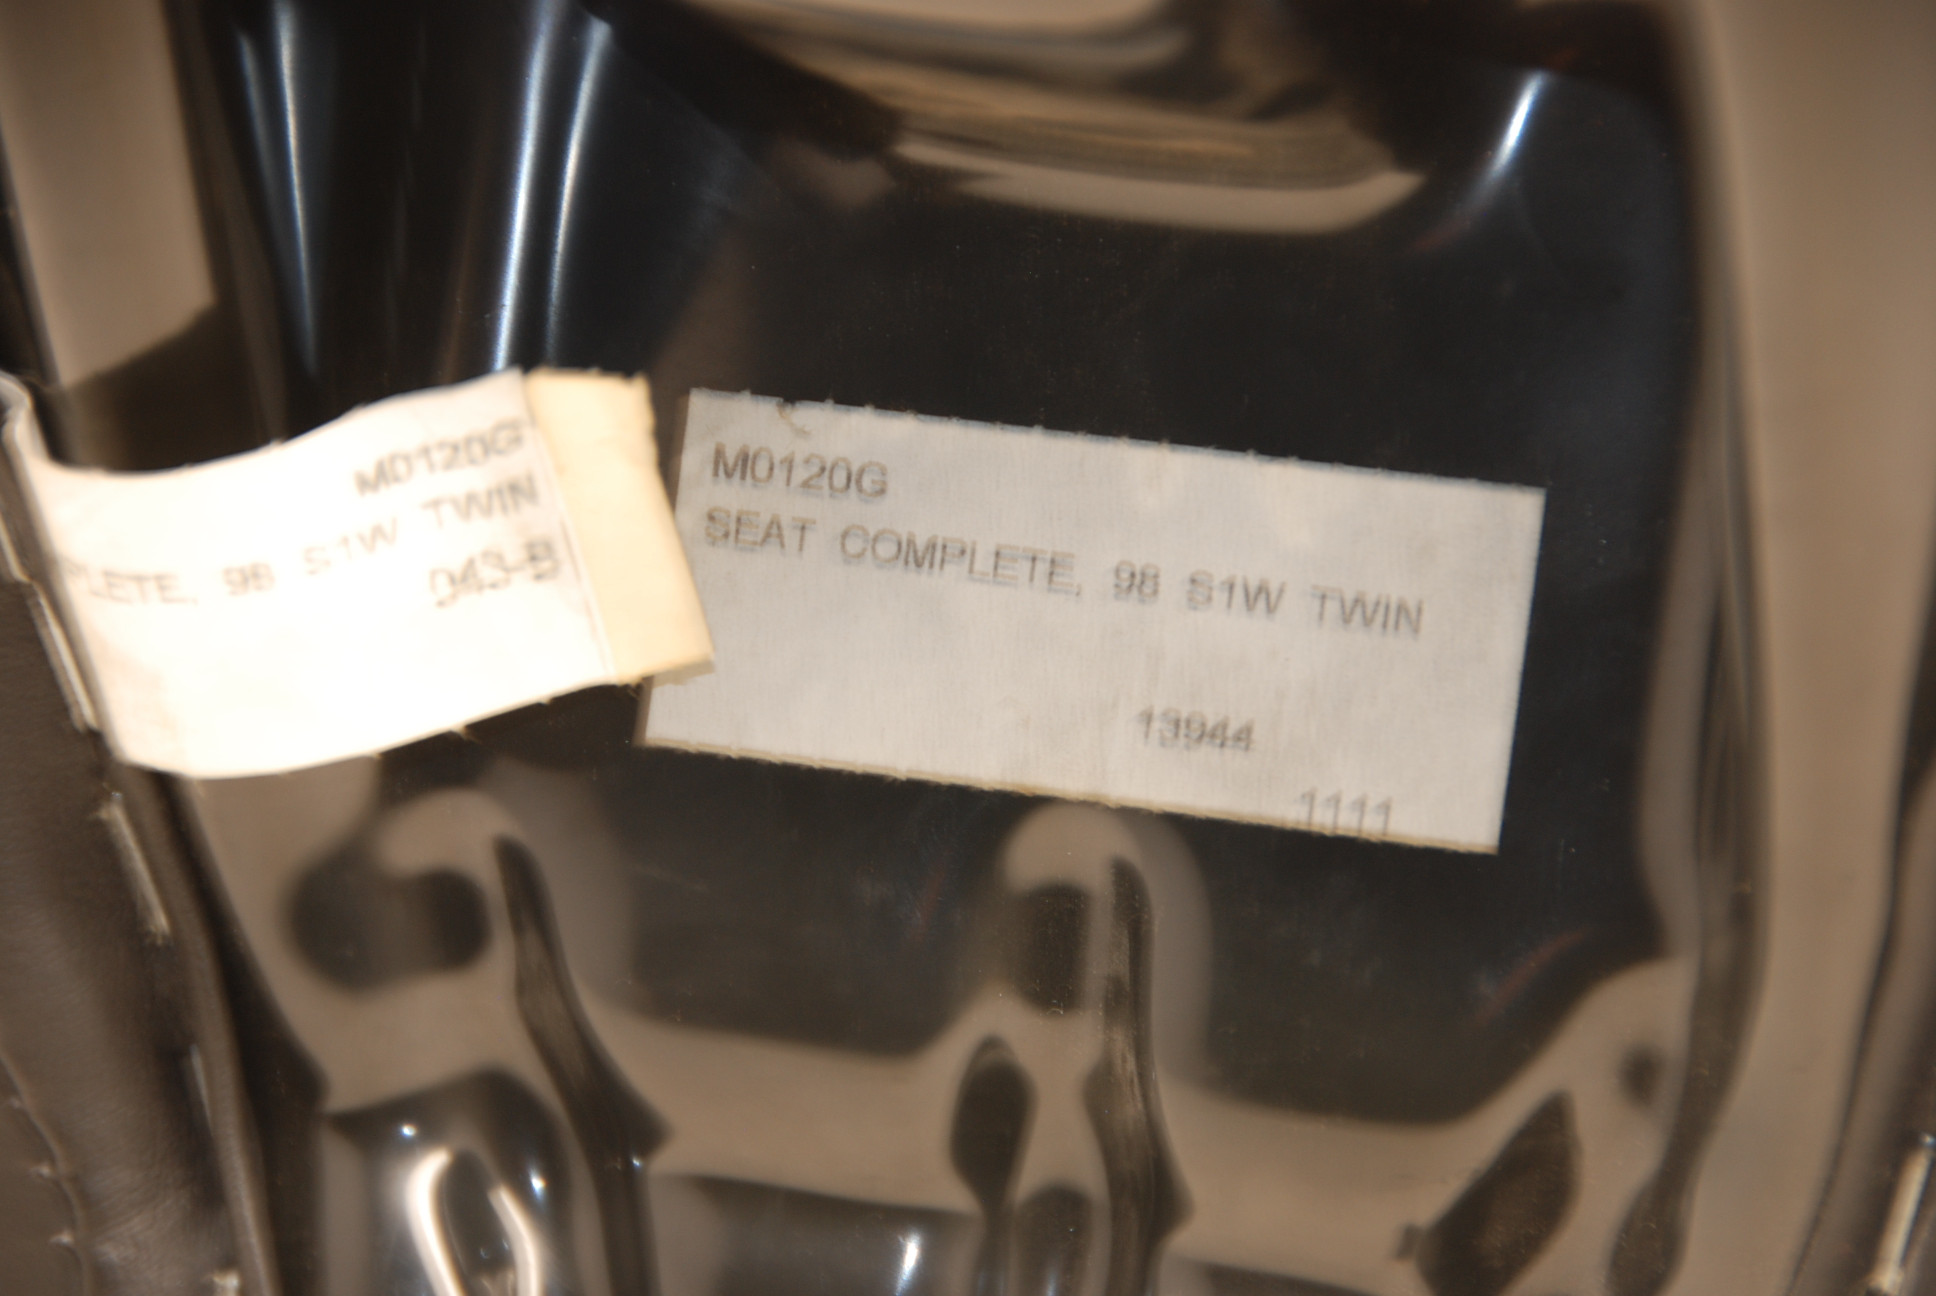 M0120G
PLETE, 98 S1W TWIN
043-B
M0120G
SEAT COMPLETE, 98 S1W TWIN
13944
1111